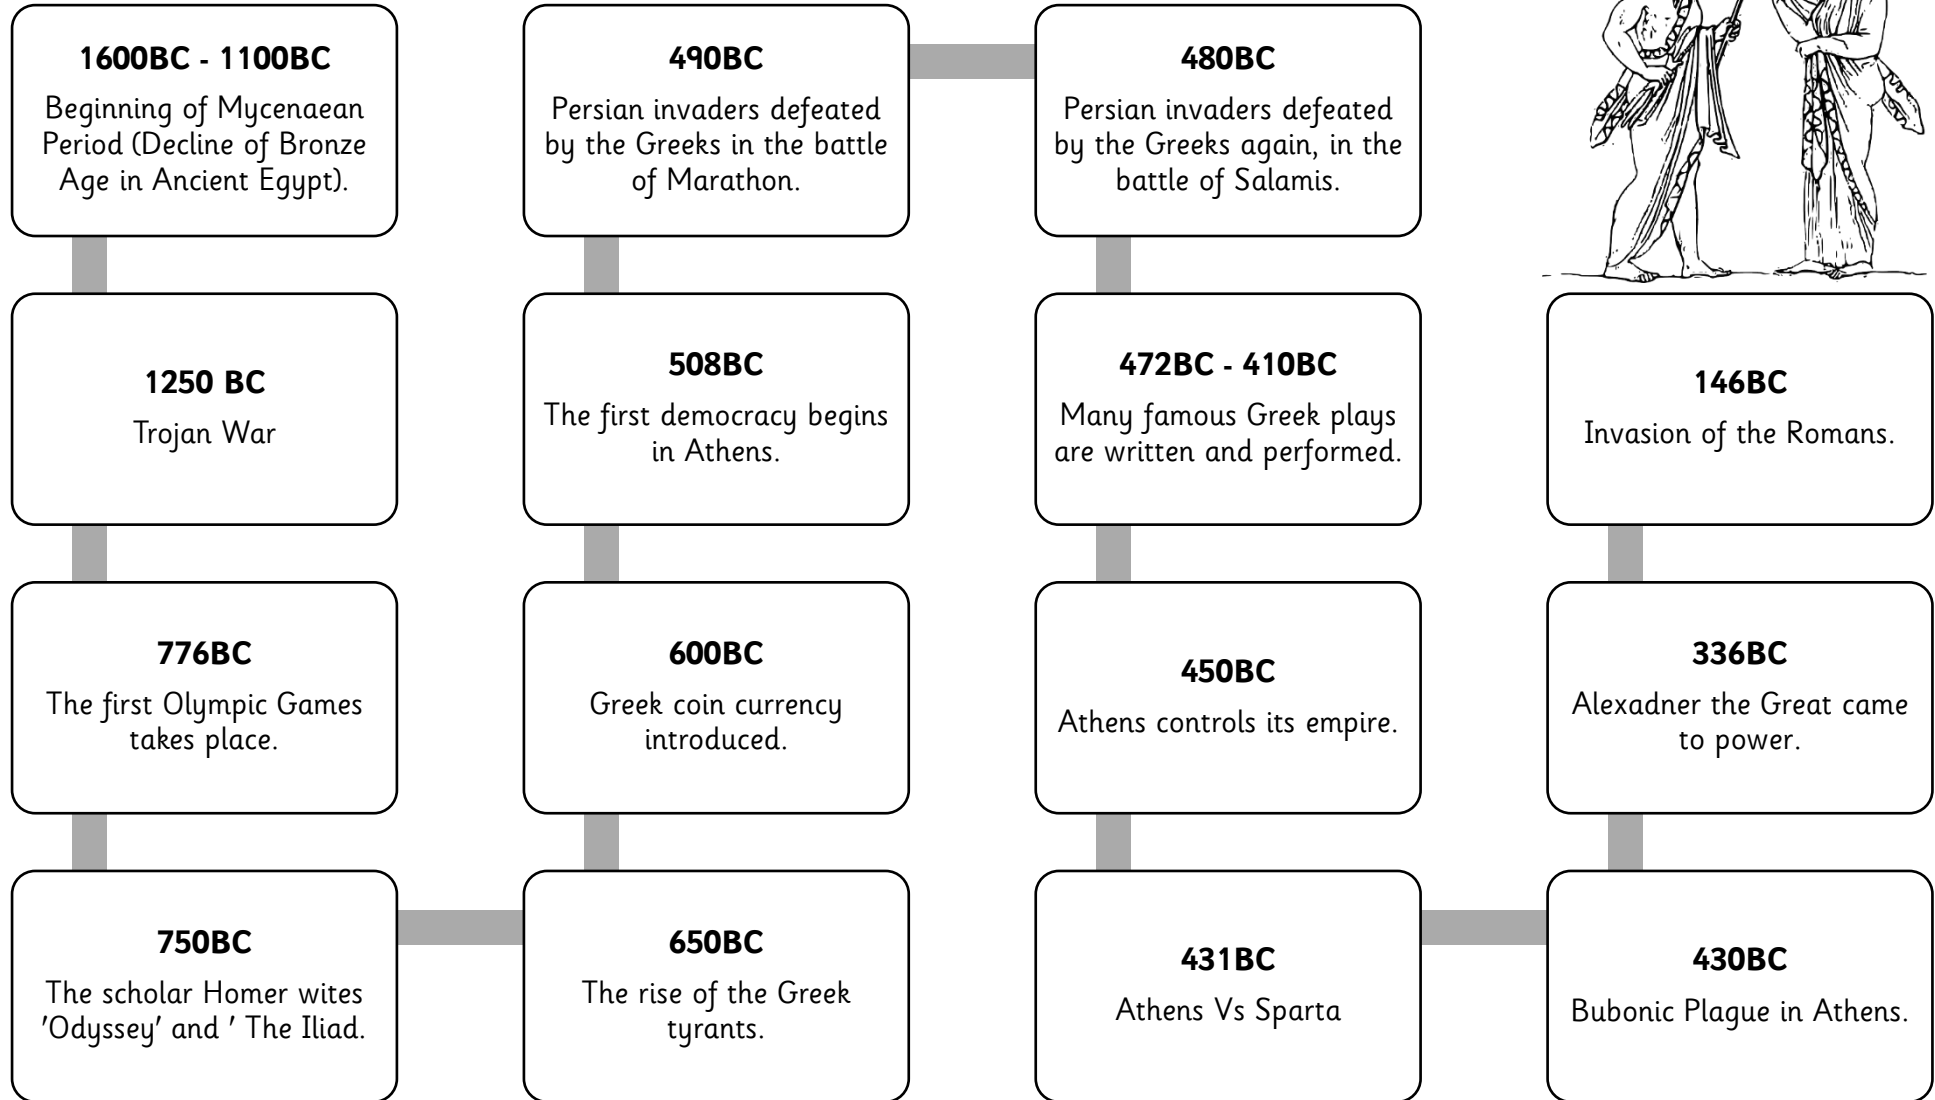 1600BC - 1100BC
Beginning of Mycenaean
Period (Decline of Bronze
Age in Ancient Egypt).
1250 BC
Trojan War
776BC
The first Olympic Games
takes place.
750BC
The scholar Homer wites
'Odyssey' and ' The Iliad.
650BC
The rise of the Greek
tyrants.
600BC
Greek coin currency
introduced.
508BC
The first democracy begins
in Athens.
490BC
Persian invaders defeated
by the Greeks in the battle
of Marathon.
480BC
Persian invaders defeated
by the Greeks again, in the
battle of Salamis.
472BC - 410BC
Many famous Greek plays
are written and performed.
450BC
Athens controls its empire.
431BC
Athens Vs Sparta
430BC
Bubonic Plague in Athens.
336BC
Alexadner the Great came
to power.
146BC
Invasion of the Romans.